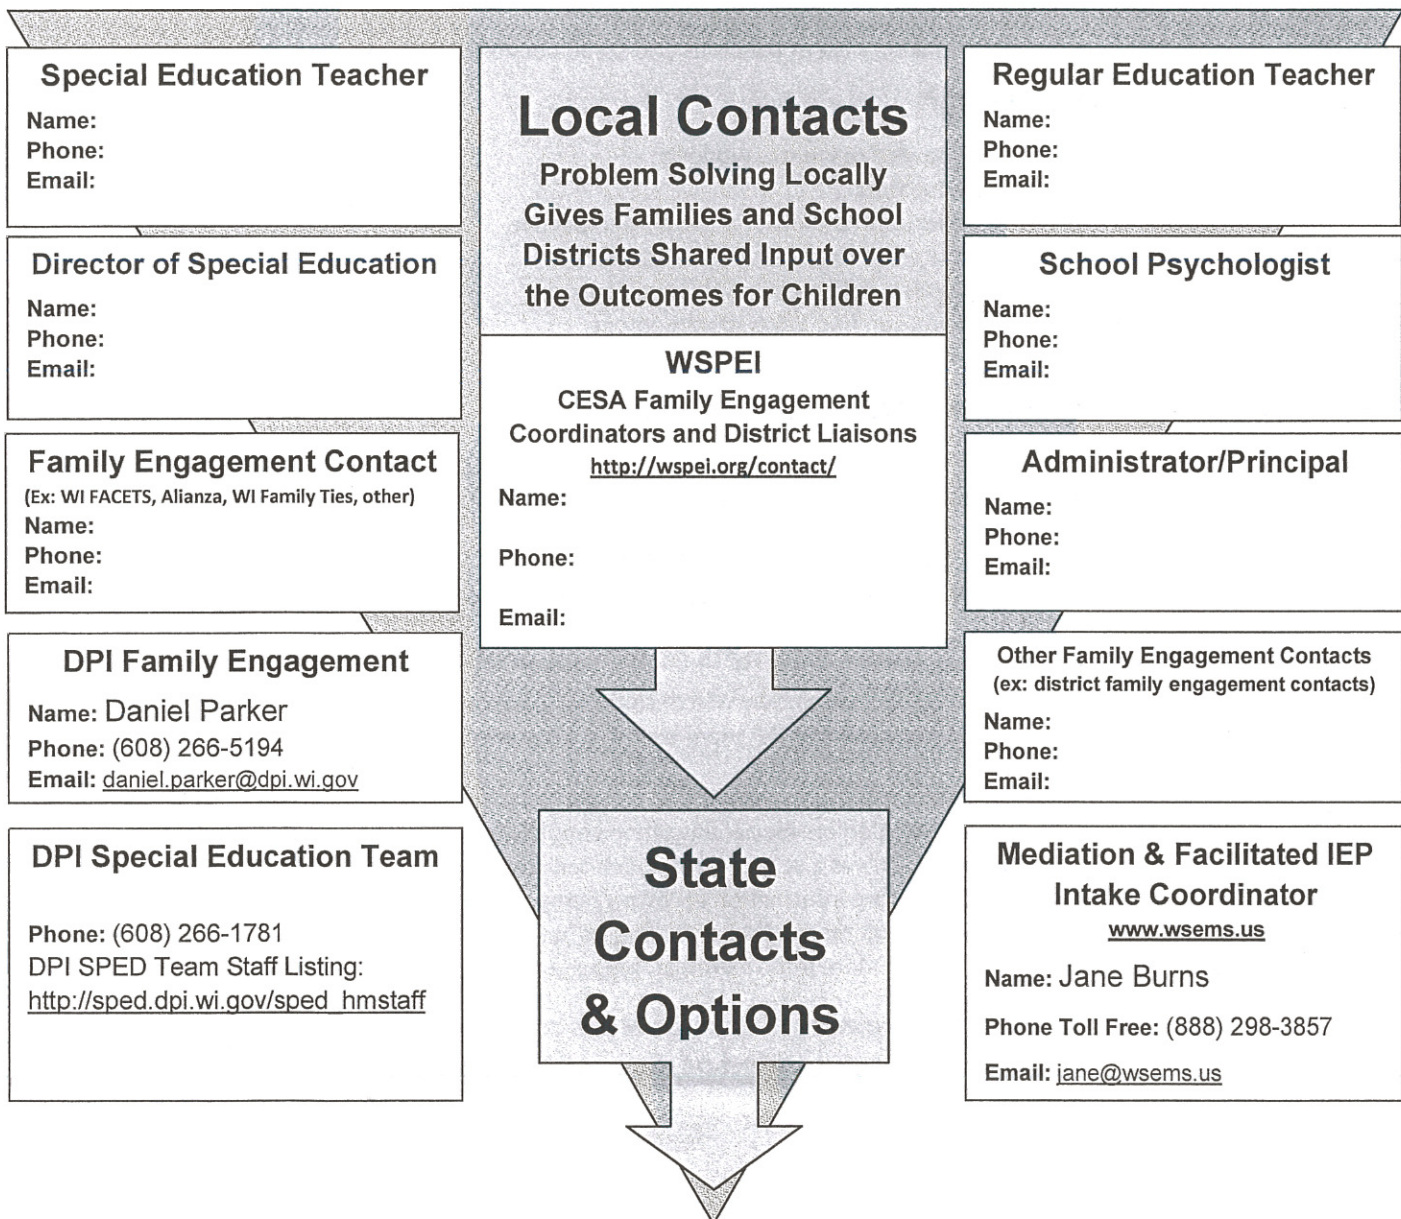 Special Education Teacher
Name:
Phone:
Email:
Director of Special Education
Name:
Phone:
Email:
Family Engagement Contact
(Ex: WI FACETS, Alianza, WI Family Ties, other)
Name:
Phone:
Email:
DPI Family Engagement
Name: Daniel Parker
Phone: (608) 266-5194
Email: daniel.parker@dpi.wi.gov
DPI Special Education Team
Phone: (608) 266-1781
DPI SPED Team Staff Listing:
http://sped.dpi.wi.gov/sped_hmstaff
Local Contacts
Problem Solving Locally
Gives Families and School
Districts Shared Input over
the Outcomes for Children
WSPEI
CESA Family Engagement
Coordinators and District Liaisons
http://wspei.org/contact/
Name:
Phone:
Email:
State
Contacts
& Options
Regular Education Teacher
Name:
Phone:
Email:
School Psychologist
Name:
Phone:
Email:
Administrator/Principal
Name:
Phone:
Email:
Other Family Engagement Contacts
(ex: district family engagement contacts)
Name:
Phone:
Email:
Mediation & Facilitated IEP
Intake Coordinator
www.wsems.us
Name: Jane Burns
Phone Toll Free: (888) 298-3857
Email: jane@wsems.us